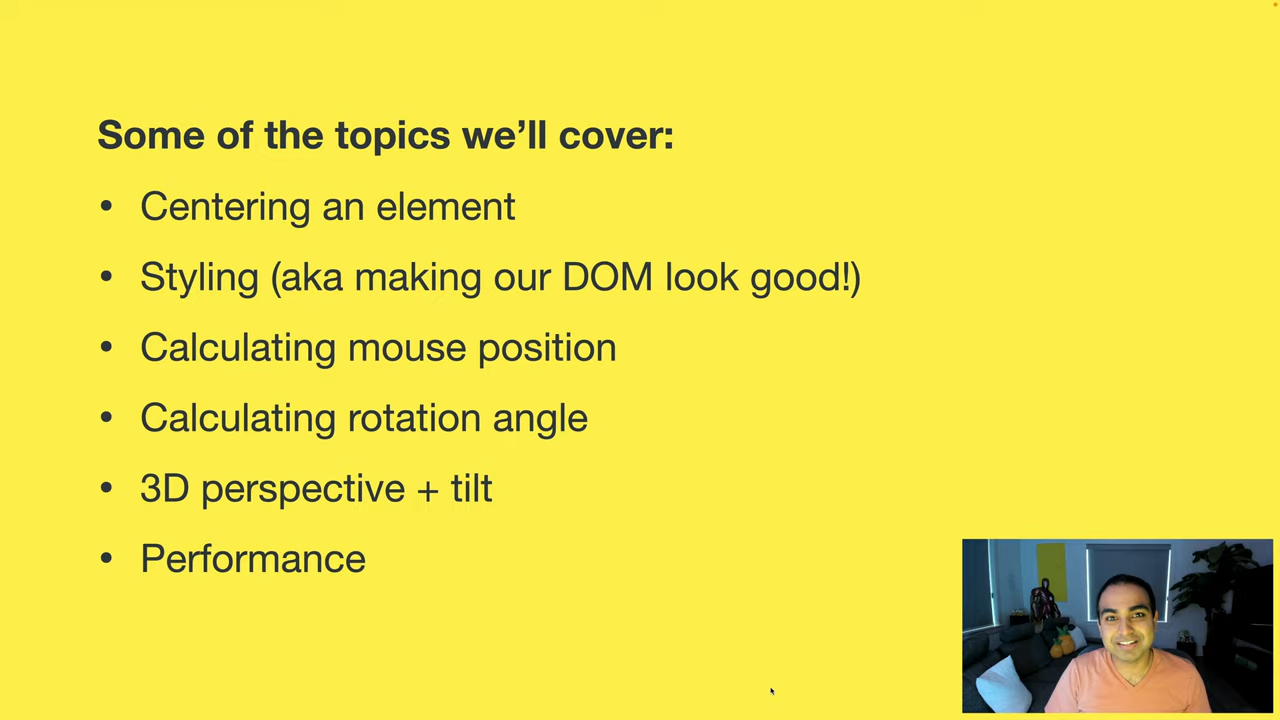 Some of the topics we’ll cover:
• Centering an element
• Styling (aka making our DOM look good!)
• Calculating mouse position
• Calculating rotation angle
• 3D perspective + tilt
• Performance